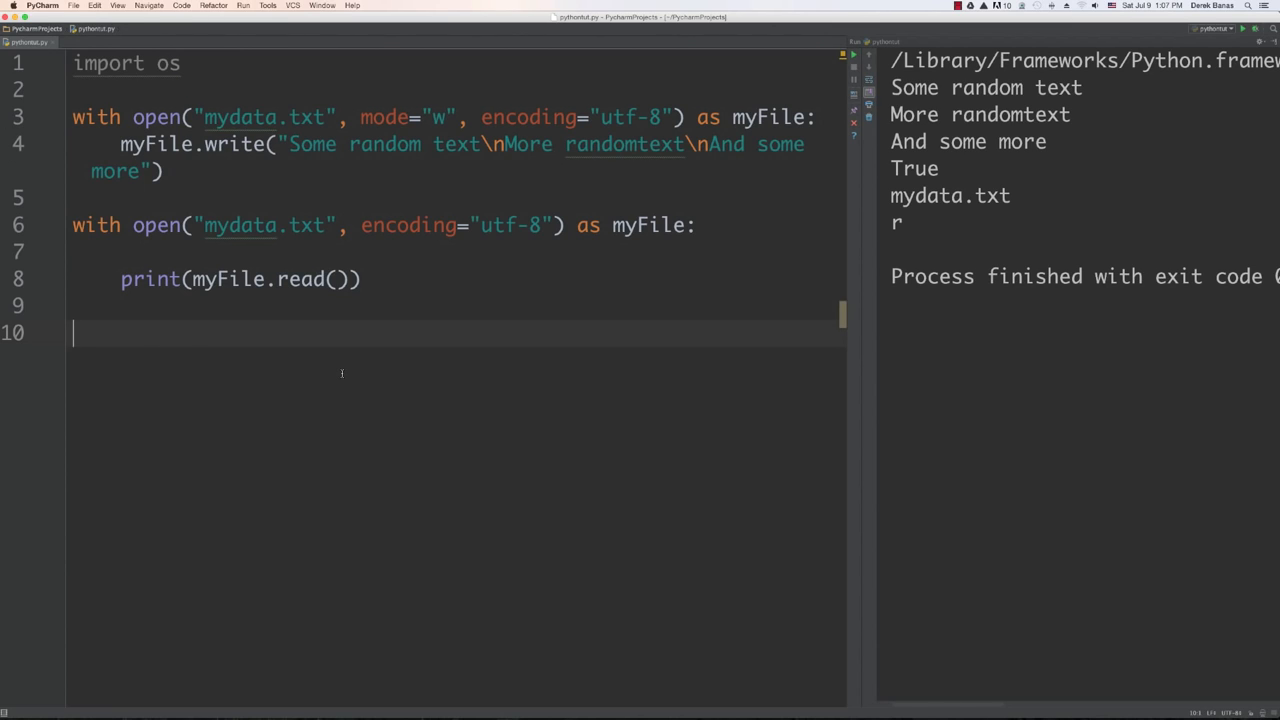 PyCharm File Edit View Navigate Code Refactor Run Tools VCS Window Help 10 Sat Jul 9 1:07 PM Derek Banas
pythontut.py - PycharmProjects - [~/PycharmProjects]
PycharmProjects pythontut.py pythontut
pythontut.py Run pythontut
1 import os
2
3 with open("mydata.txt", mode="w", encoding="utf-8") as myFile:
4 myFile.write("Some random text\nMore randomtext\nAnd some
more")
5
6 with open("mydata.txt", encoding="utf-8") as myFile:
7
8 print(myFile.read())
9
10
/Library/Frameworks/Python.framew
Some random text
More randomtext
And some more
True
mydata.txt
r
Process finished with exit code 0
10:1 LF UTF-8